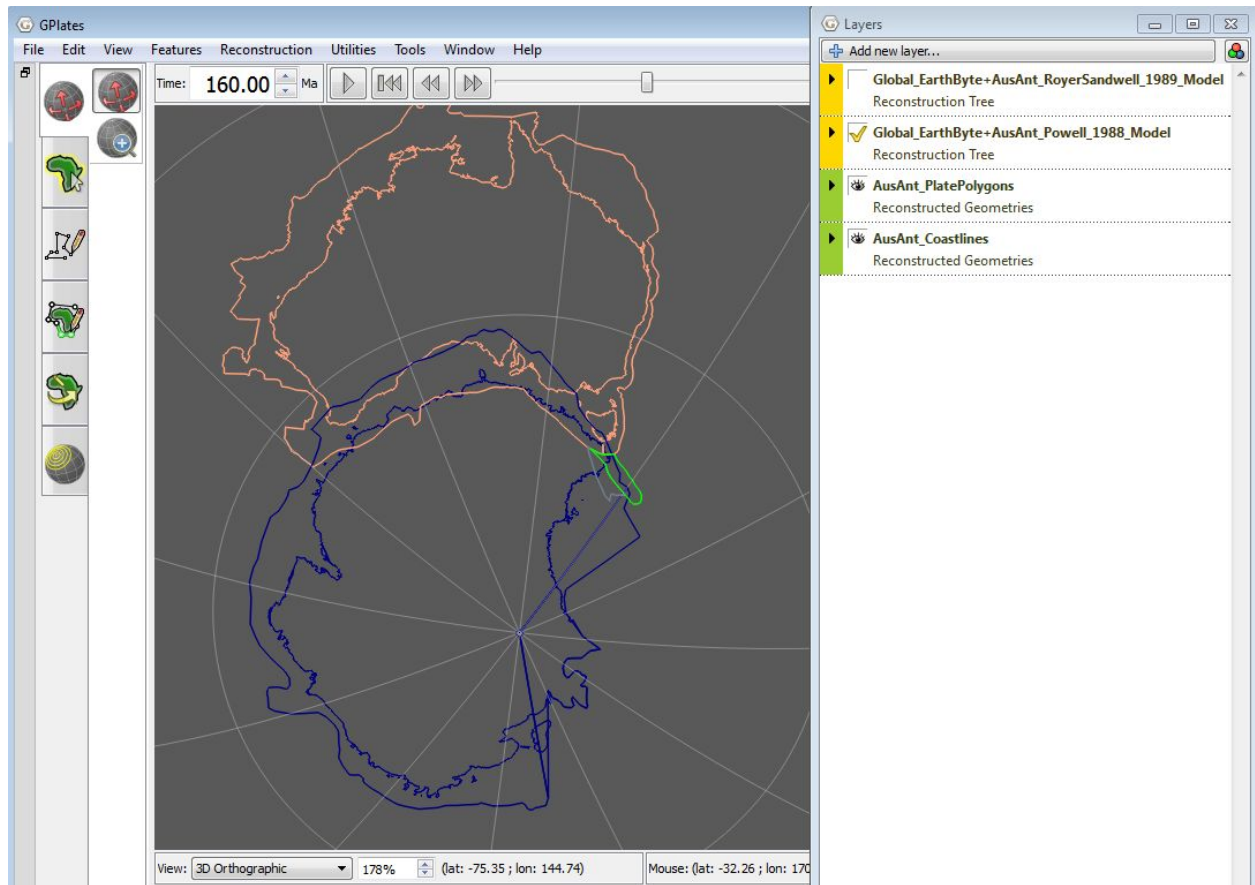 GPlates
File Edit View Features Reconstruction Utilities Tools Window Help
Time: 160.00 Ma
View: 3D Orthographic 178% (lat: -75.35 ; lon: 144.74) Mouse: (lat: -32.26 ; lon: 170
Layers
Add new layer...
Global_EarthByte+AusAnt_RoyerSandwell_1989_Model
Reconstruction Tree
Global_EarthByte+AusAnt_Powell_1988_Model
Reconstruction Tree
AusAnt_PlatePolygons
Reconstructed Geometries
AusAnt_Coastlines
Reconstructed Geometries